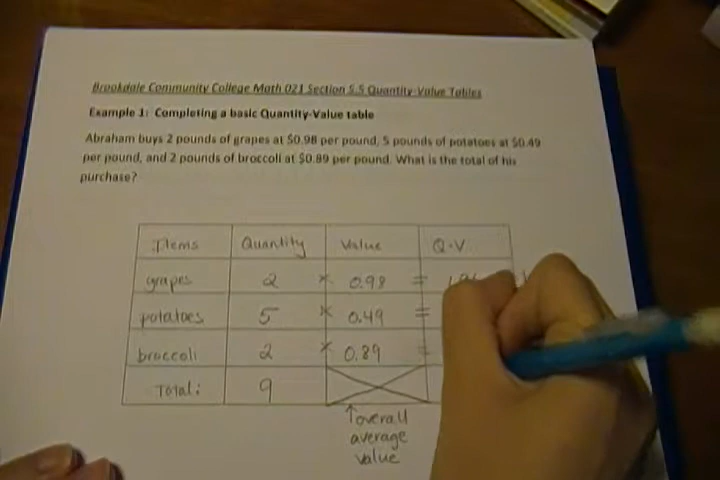 Brookdale Community College Math 021 Section 5.5 Quantity-Value Tables
Example 1: Completing a basic Quantity-Value table
Abraham buys 2 pounds of grapes at $0.98 per pound, 5 pounds of potatoes at $0.49
per pound, and 2 pounds of broccoli at $0.89 per pound. What is the total of his
purchase?
Items Quantity Value Q·V
grapes 2 × 0.98 =
potatoes 5 × 0.49 =
broccoli 2 × 0.89 =
Total: 9
↑overall
average
value